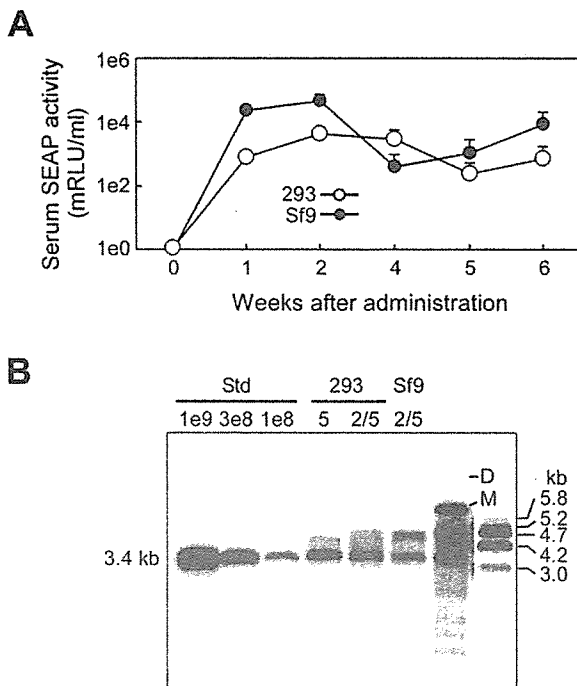 A
Serum SEAP activity
(mRLU/ml)
1e6
1e4
1e2
1e0
293
Sf9
0 1 2 4 5 6
Weeks after administration
B
Std 293 Sf9
1e9 3e8 1e8 5 2/5 2/5
D
M
kb
5.8
5.2
4.7
4.2
3.0
3.4 kb